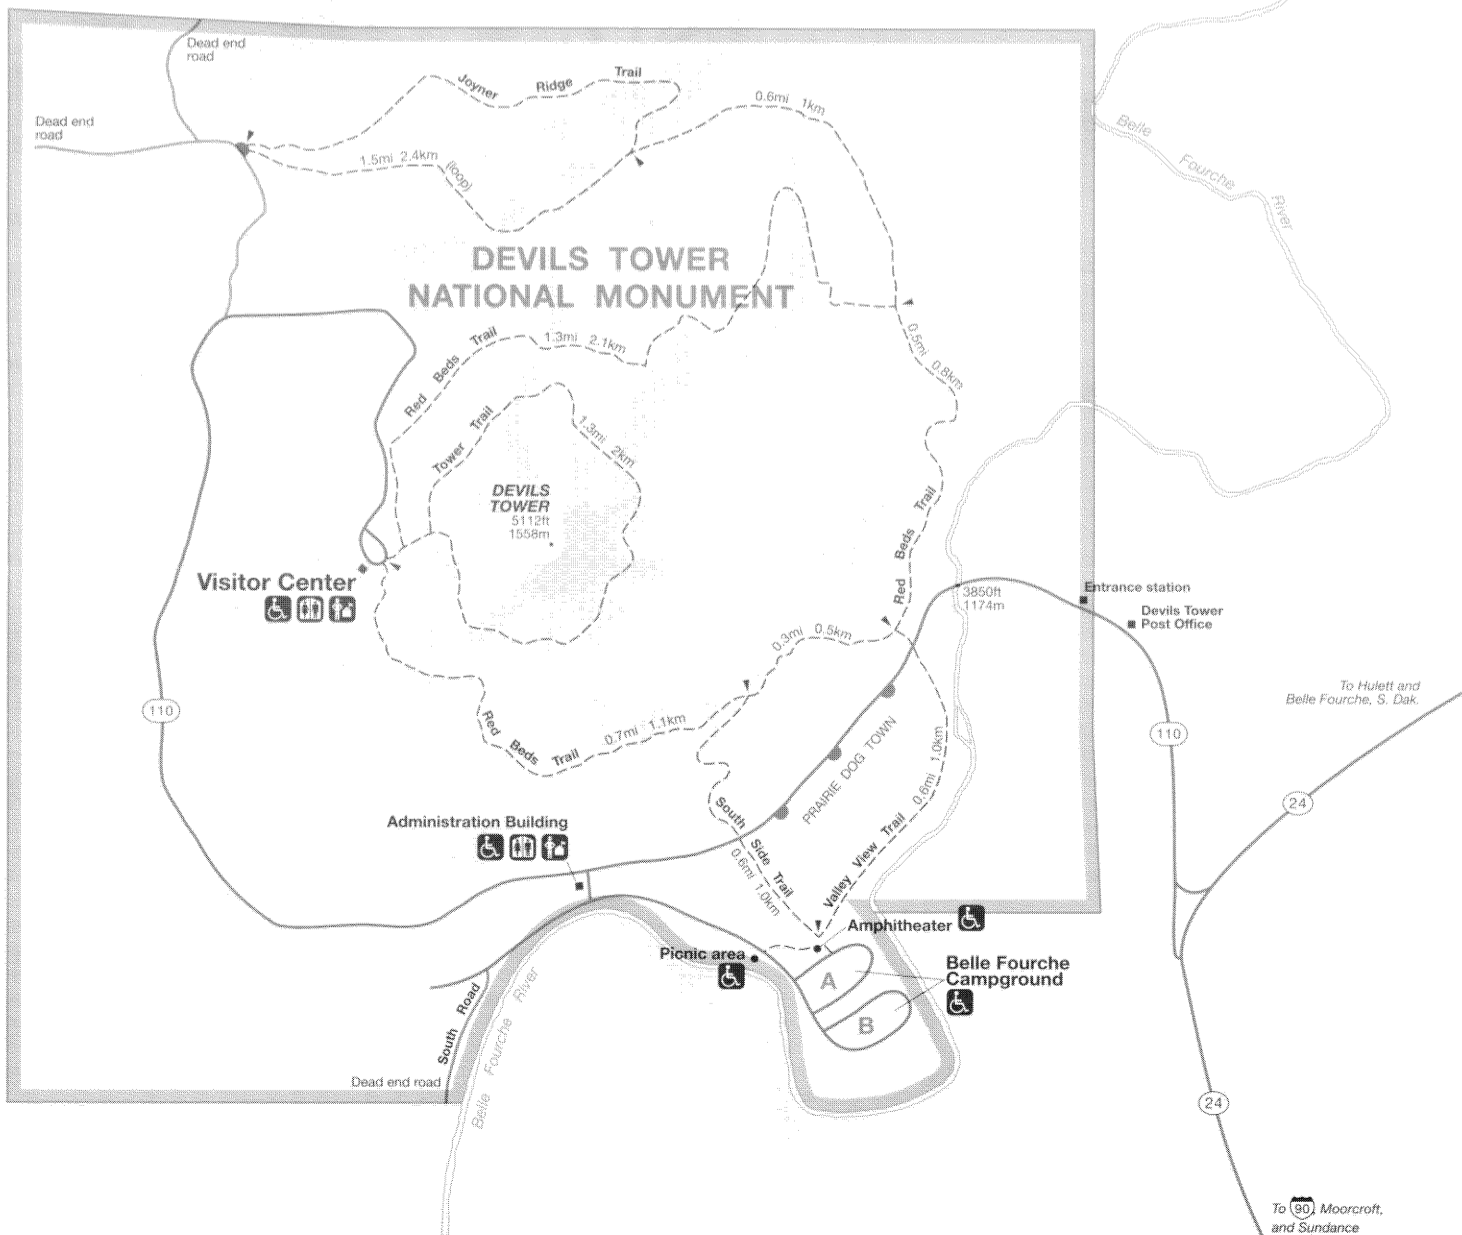 Dead end
road
Dead end
road
Joyner Ridge Trail
0.6mi 1km
1.5mi 2.4km (loop)
Belle Fourche River
DEVILS TOWER
NATIONAL MONUMENT
Red Beds Trail
1.3mi 2.1km
0.5mi 0.8km
Tower Trail
1.3mi 2km
DEVILS
TOWER
5112ft
1558m
Red Beds Trail
Visitor Center
3850ft
1174m
Entrance station
Devils Tower
Post Office
0.3mi 0.5km
To Hulett and
Belle Fourche, S. Dak.
110
Red Beds Trail
0.7mi 1.1km
110
PRAIRIE DOG TOWN
0.6mi 1.0km
24
Administration Building
South Side Trail
0.6mi 1.0km
Valley View Trail
Amphitheater
Picnic area
Belle Fourche
Campground
A
B
South Road
Belle Fourche River
Dead end road
24
To 90, Moorcroft,
and Sundance